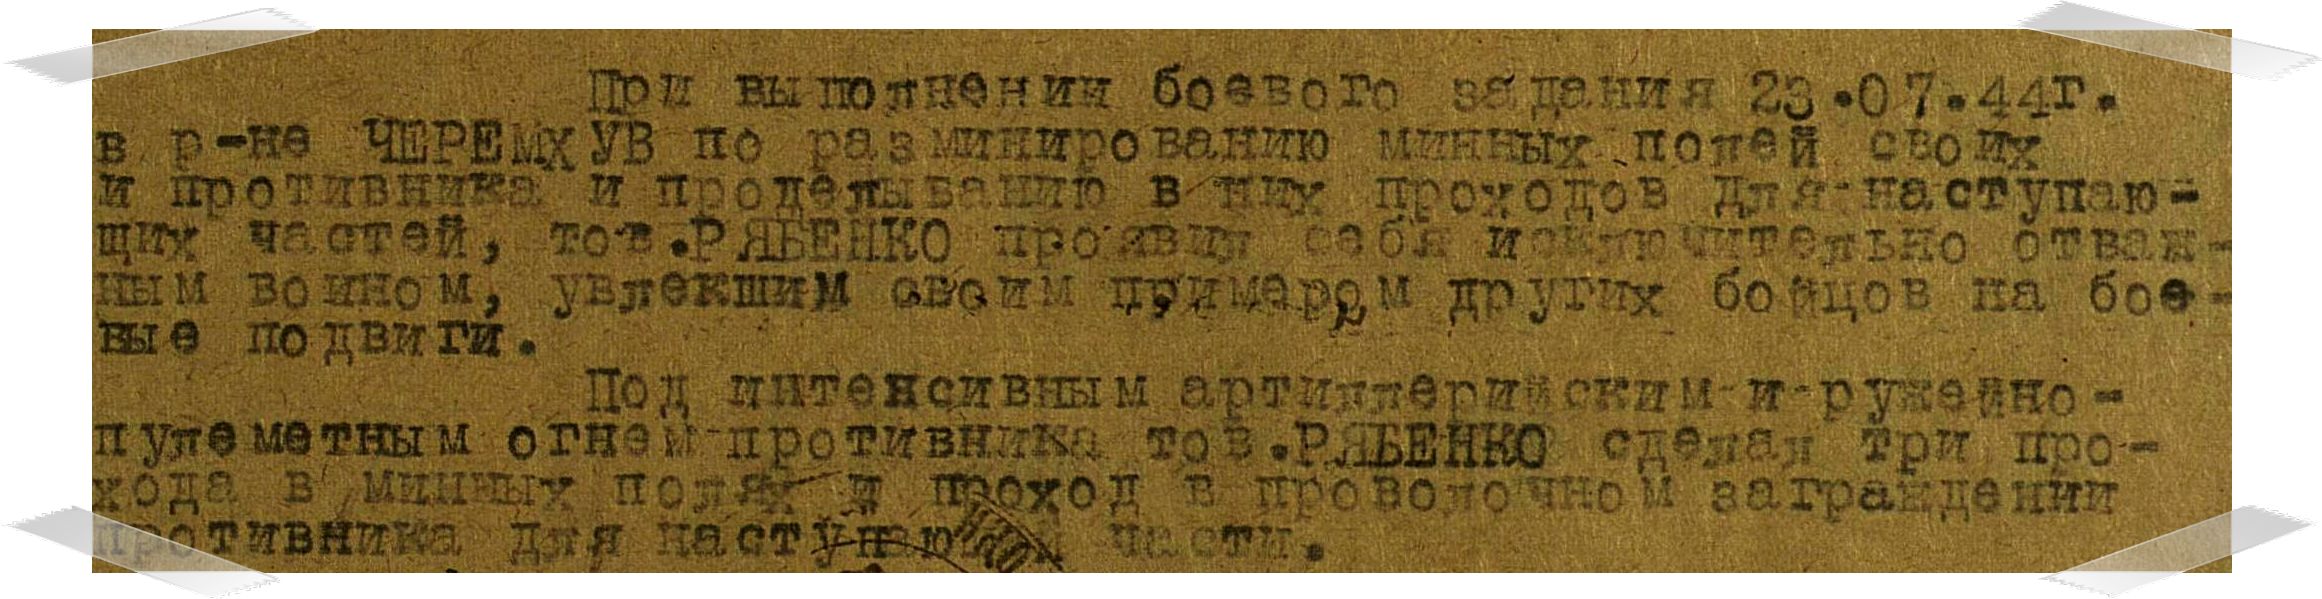 При выполнении боевого задания 23.07.44г.
в р-не ЧЕРЕМХУВ по разминированию минных полей своих
и противника и проделыванию в них проходов для наступаю-
щих частей, тов.РЯБЕНКО проявил себя исключительно отваж-
ным воином, увлекшим своим примером других бойцов на бое-
вые подвиги.
Под интенсивным артиллерийским и ружейно-
пулеметным огнем противника тов.РЯБЕНКО сделал три про-
хода в минных полях и проход в проволочном заграждении
противника для наступающей части.